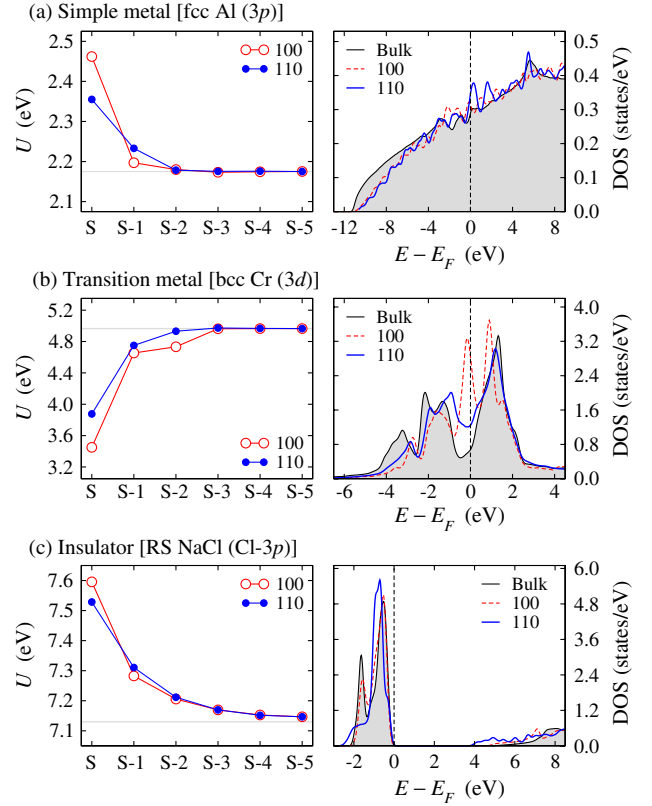 (a) Simple metal [fcc Al (3p)]
2.5
2.4
2.3
2.2
2.1
U (eV)
100
110
S S-1 S-2 S-3 S-4 S-5
Bulk
100
110
0.5
0.4
0.3
0.2
0.1
0.0
DOS (states/eV)
-12 -8 -4 0 4 8
E − E_F (eV)
(b) Transition metal [bcc Cr (3d)]
5.2
4.8
4.4
4.0
3.6
3.2
U (eV)
100
110
S S-1 S-2 S-3 S-4 S-5
Bulk
100
110
4.0
3.2
2.4
1.6
0.8
0.0
DOS (states/eV)
-6 -4 -2 0 2 4
E − E_F (eV)
(c) Insulator [RS NaCl (Cl-3p)]
7.6
7.5
7.4
7.3
7.2
7.1
U (eV)
100
110
S S-1 S-2 S-3 S-4 S-5
Bulk
100
110
6.0
4.8
3.6
2.4
1.2
0.0
DOS (states/eV)
-2 0 2 4 6 8
E − E_F (eV)